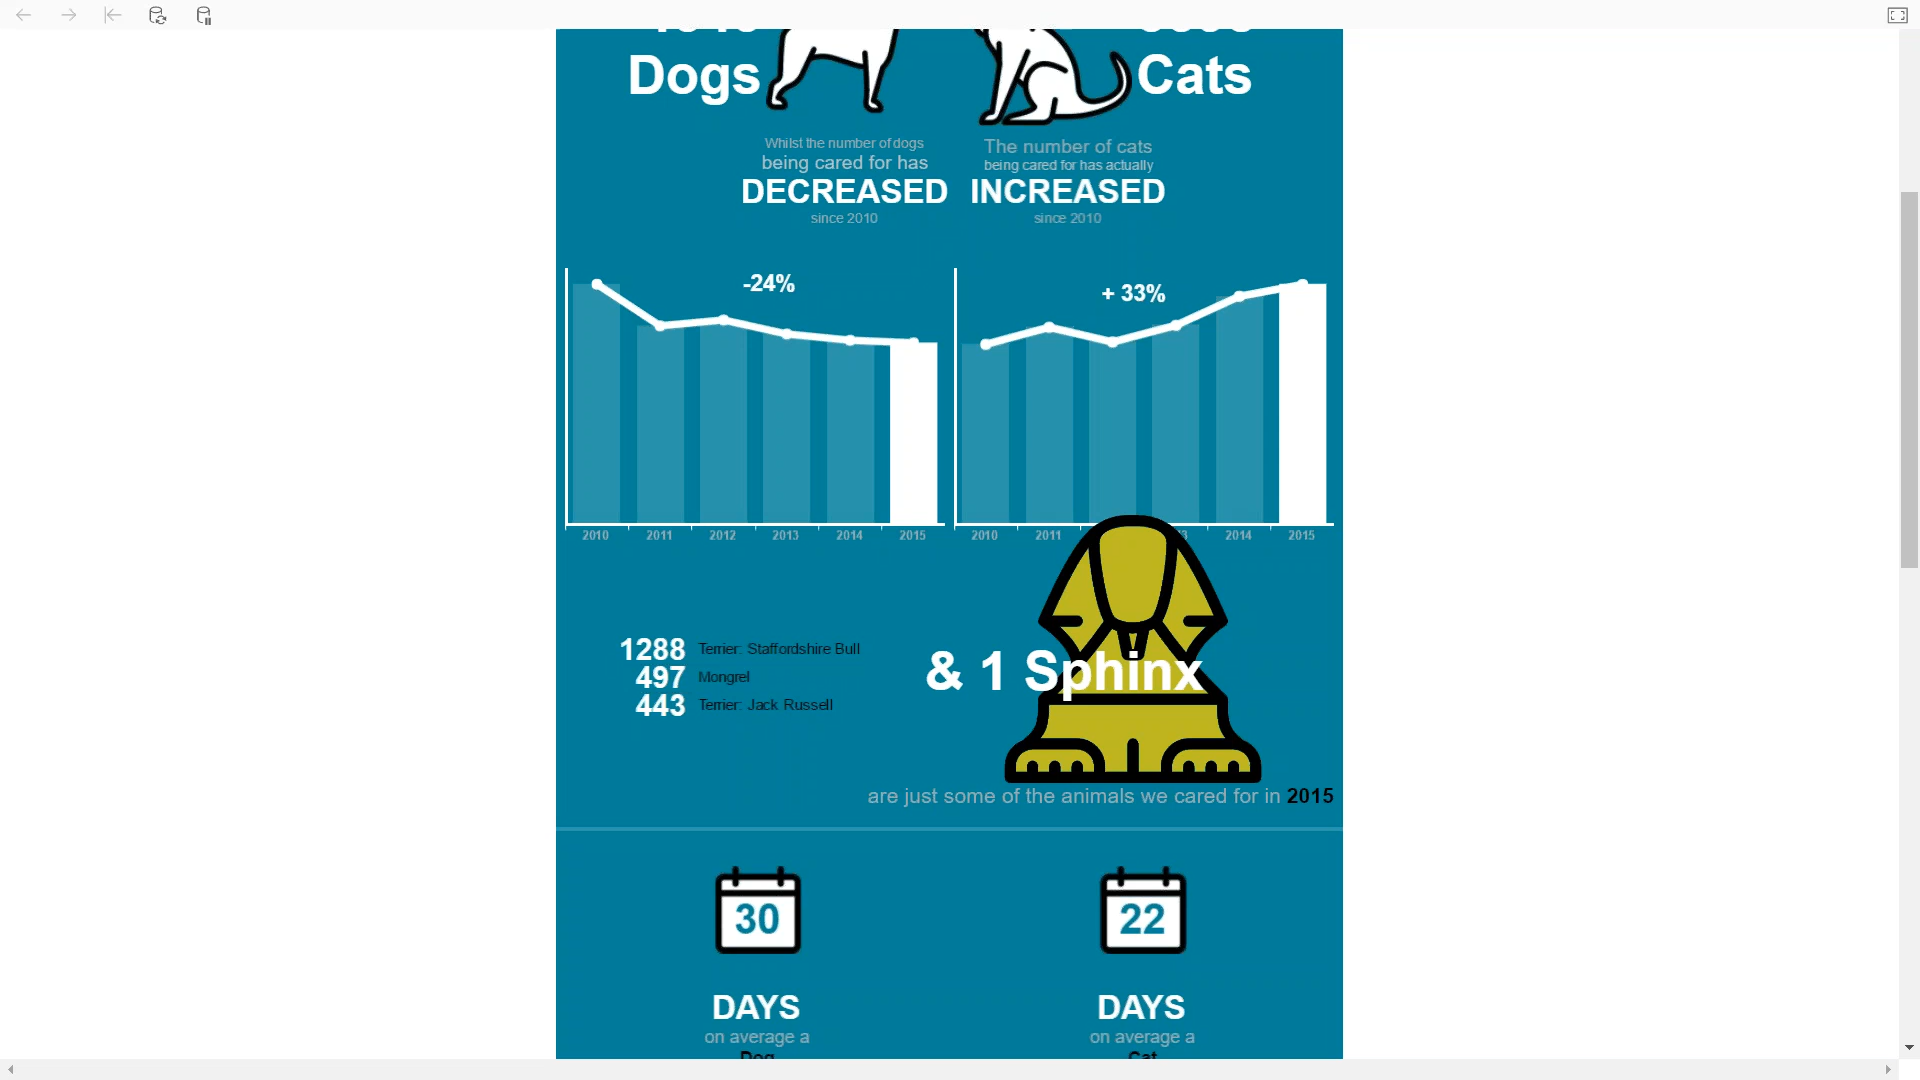 Dogs
Cats
Whilst the number of dogs
being cared for has
DECREASED
since 2010
The number of cats
being cared for has actually
INCREASED
since 2010
-24%
+ 33%
2010 2011 2012 2013 2014 2015
2010 2011 2014 2015
1288 Terrier: Staffordshire Bull
497 Mongrel
443 Terrier: Jack Russell
& 1 Sphinx
are just some of the animals we cared for in 2015
30
22
DAYS
on average a
Dog
DAYS
on average a
Cat